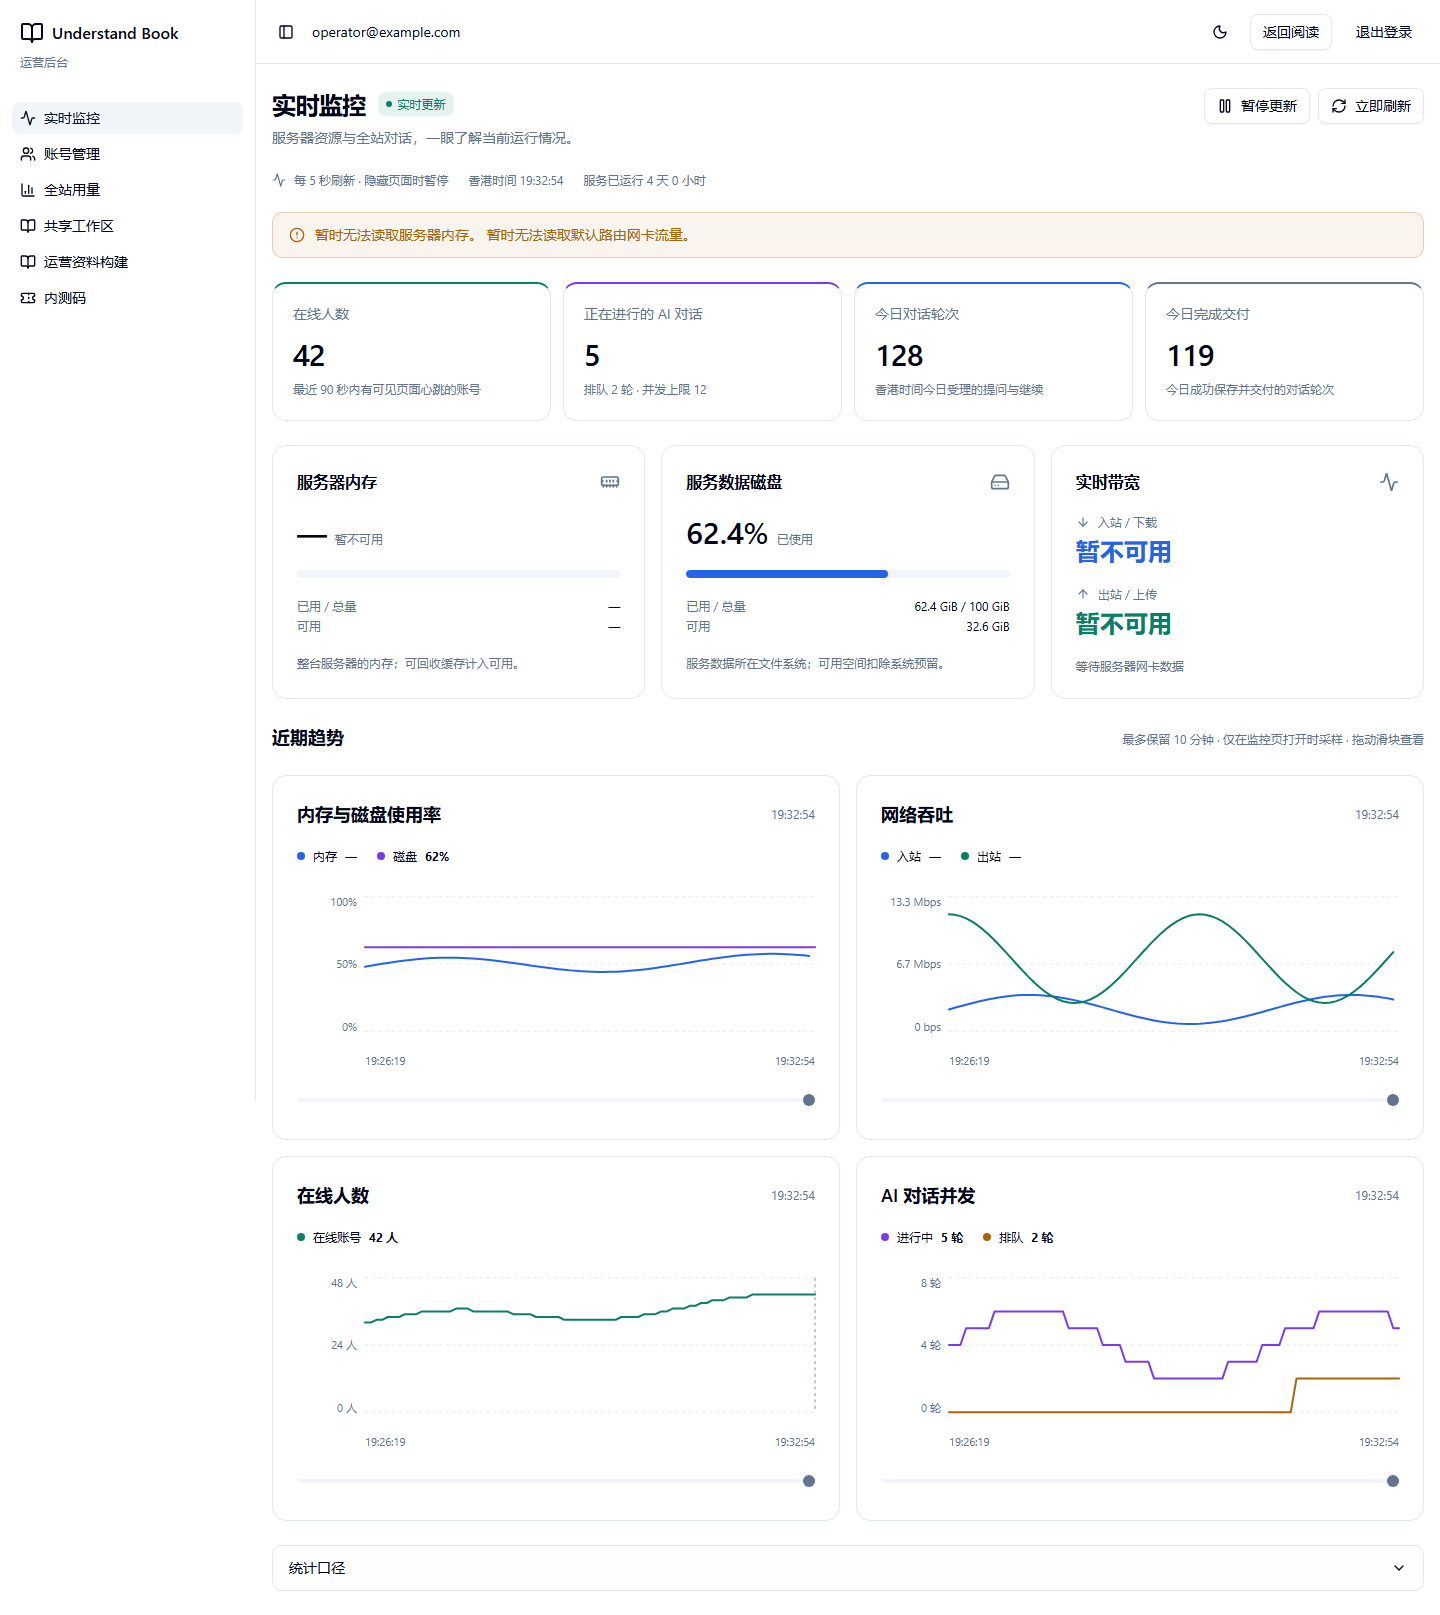 Understand Book
运营后台
实时监控
账号管理
全站用量
共享工作区
运营资料构建
内测码
operator@example.com
返回阅读
退出登录
实时监控
实时更新
暂停更新
立即刷新
服务器资源与全站对话，一眼了解当前运行情况。
每 5 秒刷新 · 隐藏页面时暂停
香港时间 19:32:54
服务已运行 4 天 0 小时
暂时无法读取服务器内存。 暂时无法读取默认路由网卡流量。
在线人数
42
最近 90 秒内有可见页面心跳的账号
正在进行的 AI 对话
5
排队 2 轮 · 并发上限 12
今日对话轮次
128
香港时间今日受理的提问与继续
今日完成交付
119
今日成功保存并交付的对话轮次
服务器内存
— 暂不可用
已用 / 总量 —
可用 —
整台服务器的内存；可回收缓存计入可用。
服务数据磁盘
62.4% 已使用
已用 / 总量 62.4 GiB / 100 GiB
可用 32.6 GiB
服务数据所在文件系统；可用空间扣除系统预留。
实时带宽
入站 / 下载
暂不可用
出站 / 上传
暂不可用
等待服务器网卡数据
近期趋势
最多保留 10 分钟 · 仅在监控页打开时采样 · 拖动滑块查看
内存与磁盘使用率
19:32:54
内存 — 磁盘 62%
100%
50%
0%
19:26:19 19:32:54
网络吞吐
19:32:54
入站 — 出站 —
13.3 Mbps
6.7 Mbps
0 bps
19:26:19 19:32:54
在线人数
19:32:54
在线账号 42 人
48 人
24 人
0 人
19:26:19 19:32:54
AI 对话并发
19:32:54
进行中 5 轮 排队 2 轮
8 轮
4 轮
0 轮
19:26:19 19:32:54
统计口径